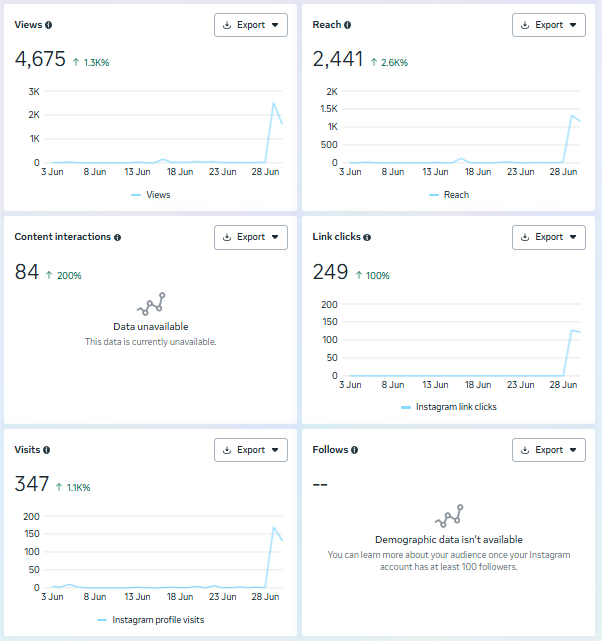 Views
Export
4,675 ↑ 1.3K%
3K
2K
1K
0
3 Jun 8 Jun 13 Jun 18 Jun 23 Jun 28 Jun
Views
Reach
Export
2,441 ↑ 2.6K%
2K
1.5K
1K
500
0
3 Jun 8 Jun 13 Jun 18 Jun 23 Jun 28 Jun
Reach
Content interactions
Export
84 ↑ 200%
Data unavailable
This data is currently unavailable.
Link clicks
Export
249 ↑ 100%
200
150
100
50
0
3 Jun 8 Jun 13 Jun 18 Jun 23 Jun 28 Jun
Instagram link clicks
Visits
Export
347 ↑ 1.1K%
200
150
100
50
0
3 Jun 8 Jun 13 Jun 18 Jun 23 Jun 28 Jun
Instagram profile visits
Follows
Export
--
Demographic data isn't available
You can learn more about your audience once your Instagram
account has at least 100 followers.